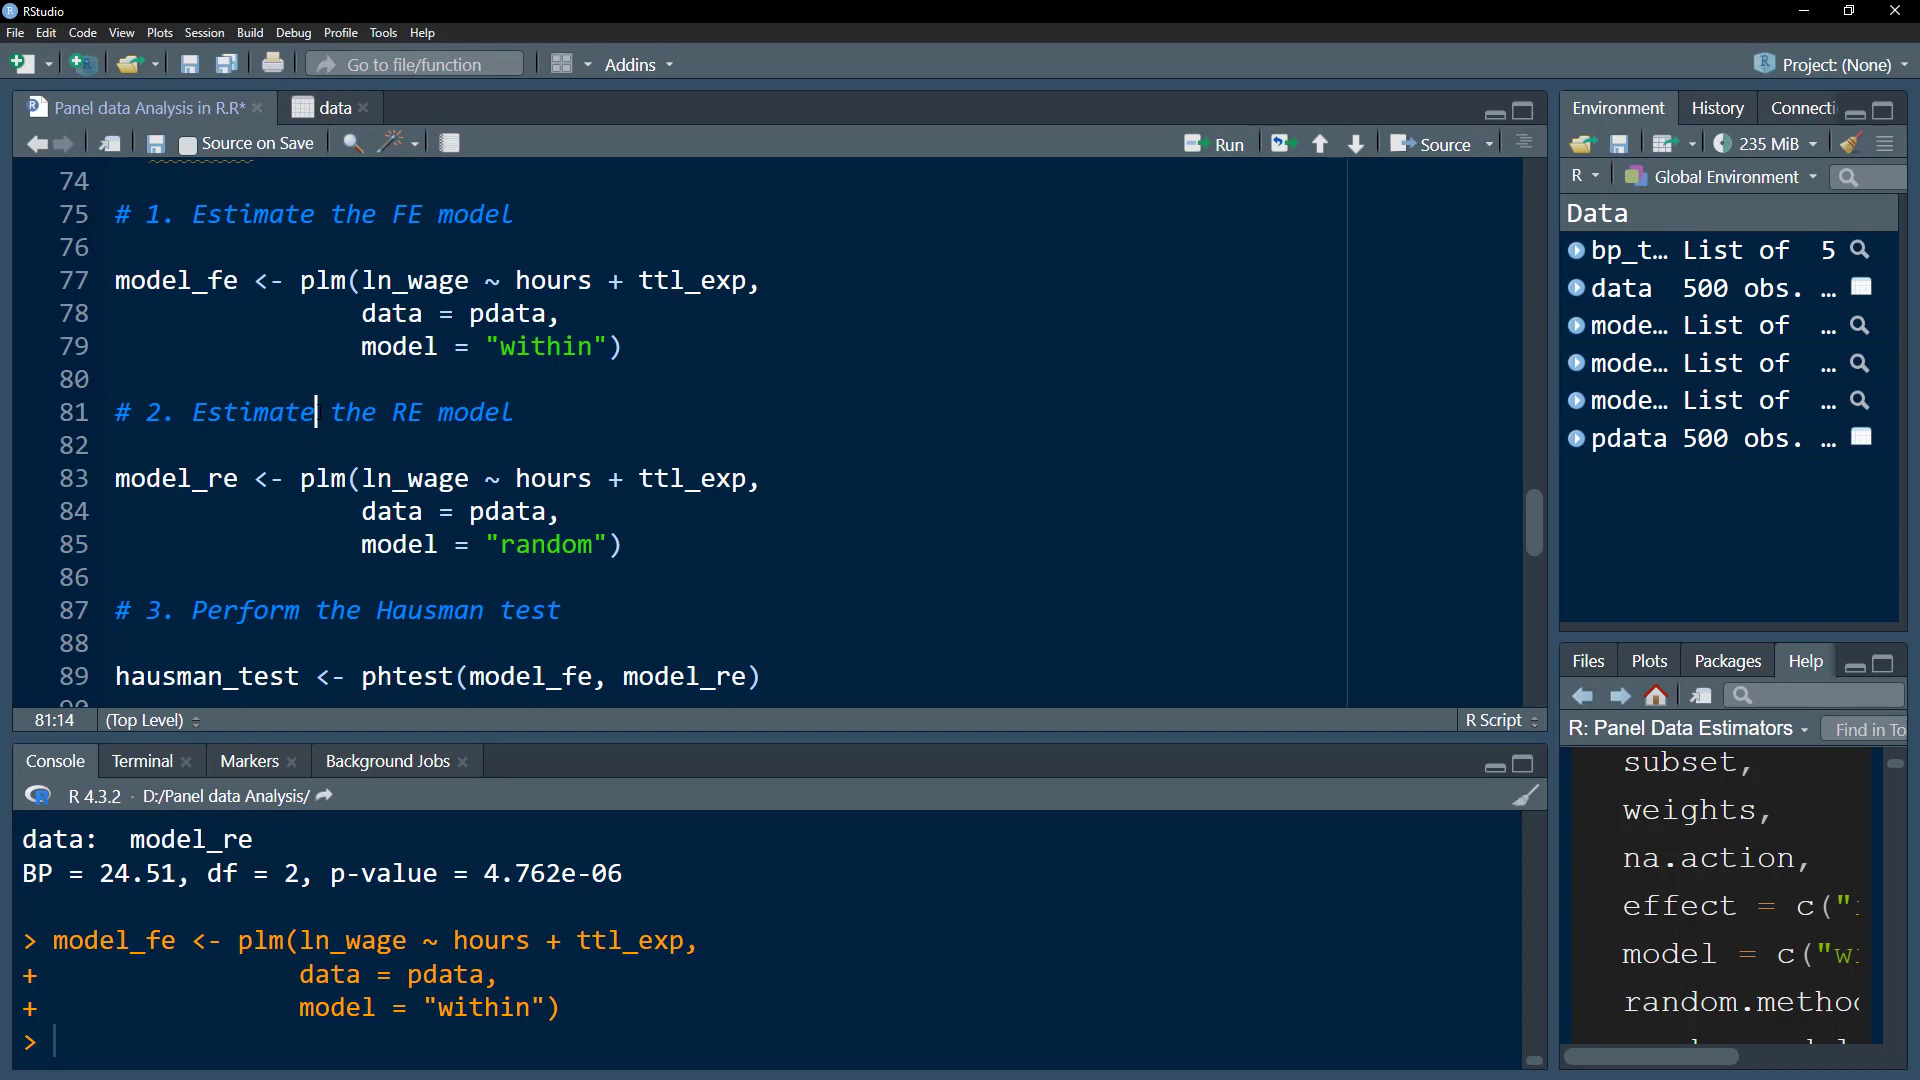 RStudio
File Edit Code View Plots Session Build Debug Profile Tools Help
Go to file/function Addins Project: (None)
Panel data Analysis in R.R* data
Source on Save Run Source
74
75 # 1. Estimate the FE model
76
77 model_fe <- plm(ln_wage ~ hours + ttl_exp,
78 data = pdata,
79 model = "within")
80
81 # 2. Estimate the RE model
82
83 model_re <- plm(ln_wage ~ hours + ttl_exp,
84 data = pdata,
85 model = "random")
86
87 # 3. Perform the Hausman test
88
89 hausman_test <- phtest(model_fe, model_re)
81:14 (Top Level) R Script
Console Terminal Markers Background Jobs
R 4.3.2 · D:/Panel data Analysis/
data: model_re
BP = 24.51, df = 2, p-value = 4.762e-06
> model_fe <- plm(ln_wage ~ hours + ttl_exp,
+ data = pdata,
+ model = "within")
>
Environment History Connecti
235 MiB
R Global Environment
Data
bp_t… List of 5
data 500 obs. …
mode… List of …
mode… List of …
mode… List of …
pdata 500 obs. …
Files Plots Packages Help
R: Panel Data Estimators Find in To
subset,
weights,
na.action,
effect = c("
model = c("w
random.metho